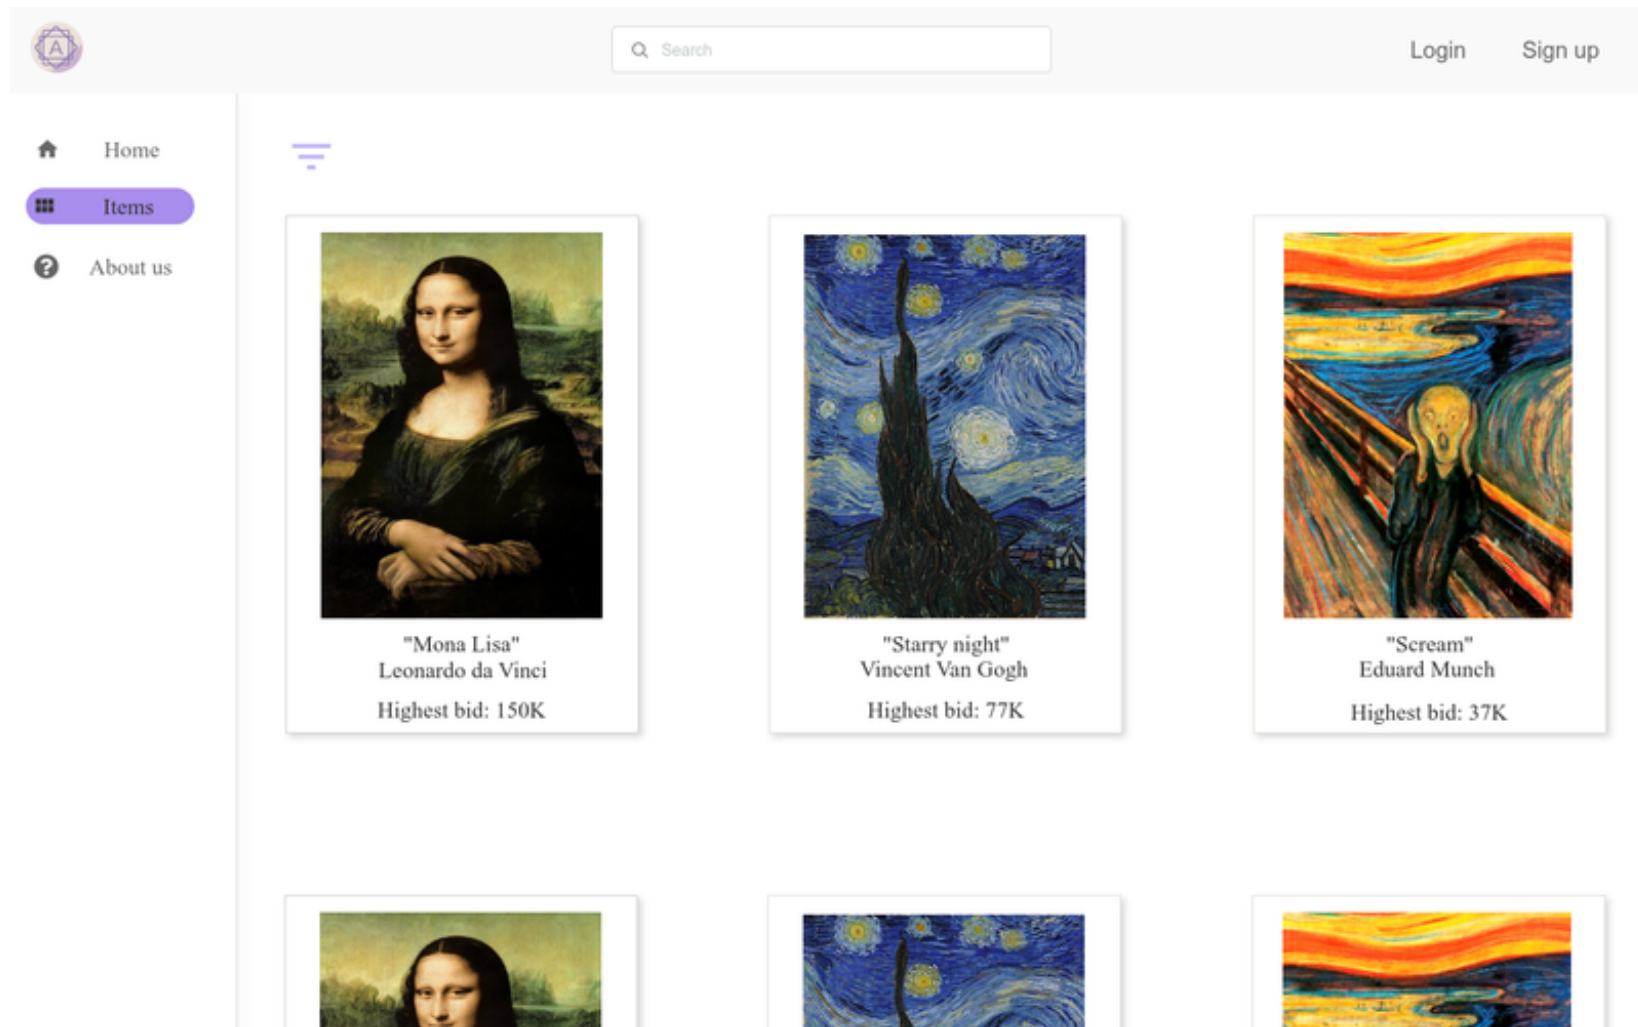 A
Search
Login
Sign up
Home
Items
About us
"Mona Lisa"
Leonardo da Vinci
Highest bid: 150K
"Starry night"
Vincent Van Gogh
Highest bid: 77K
"Scream"
Eduard Munch
Highest bid: 37K